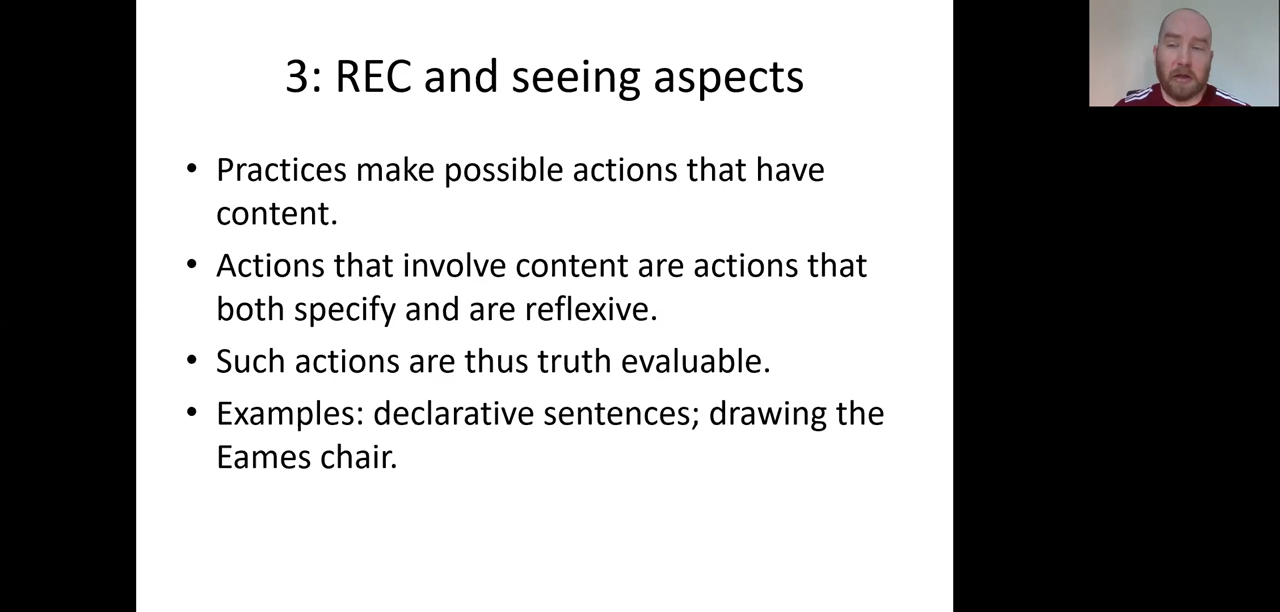 3: REC and seeing aspects
• Practices make possible actions that have
content.
• Actions that involve content are actions that
both specify and are reflexive.
• Such actions are thus truth evaluable.
• Examples: declarative sentences; drawing the
Eames chair.